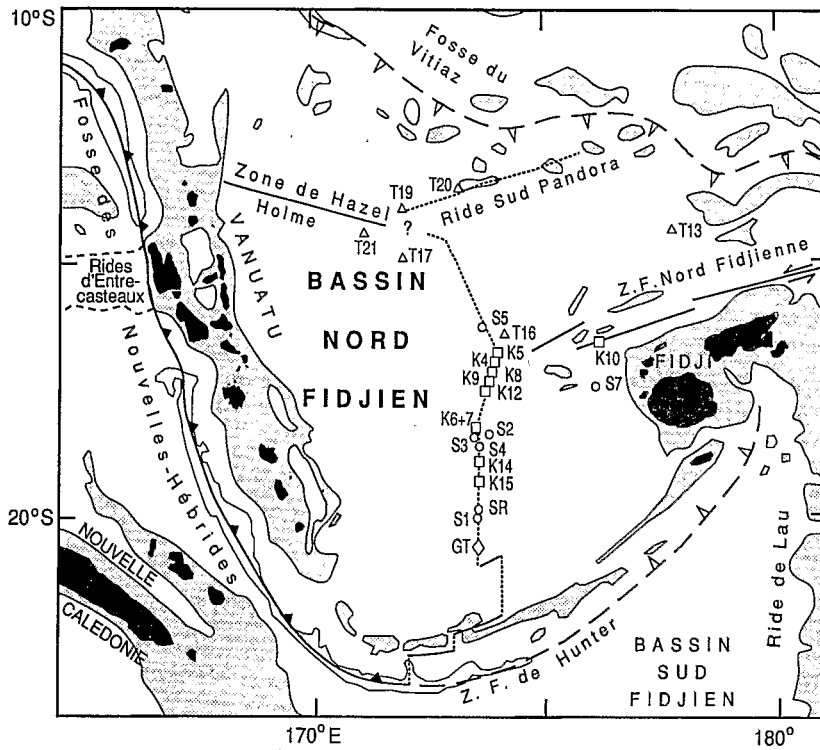 10°S
Fosse du
Vitiaz
Fosse des
Nouvelles-Hébrides
Zone de Hazel
Holme
T19
T20
Ride Sud Pandora
?
T21
T17
T13
VANUATU
Rides
d'Entre-
casteaux
BASSIN
NORD
FIDJIEN
Z.F. Nord Fidjienne
S5
T16
K5
K4
K8
K9
K12
K10
FIDJI
S7
K6+7
S2
S3
S4
K14
K15
SR
S1
GT
20°S
NOUVELLE
CALEDONIE
Z. F. de Hunter
Ride de Lau
BASSIN
SUD
FIDJIEN
170°E
180°